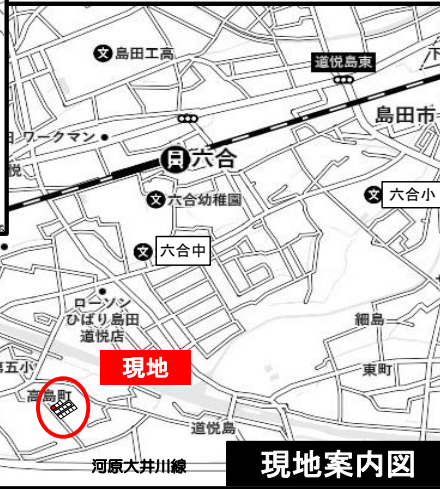 島田工高
道悦島東
島田市
ワークマン
六合
悦
六合幼稚園
六合小
六合中
ローソン
ひばり島田
道悦店
細島
五小
現地
東町
高島町
道悦島
河原大井川線
現地案内図